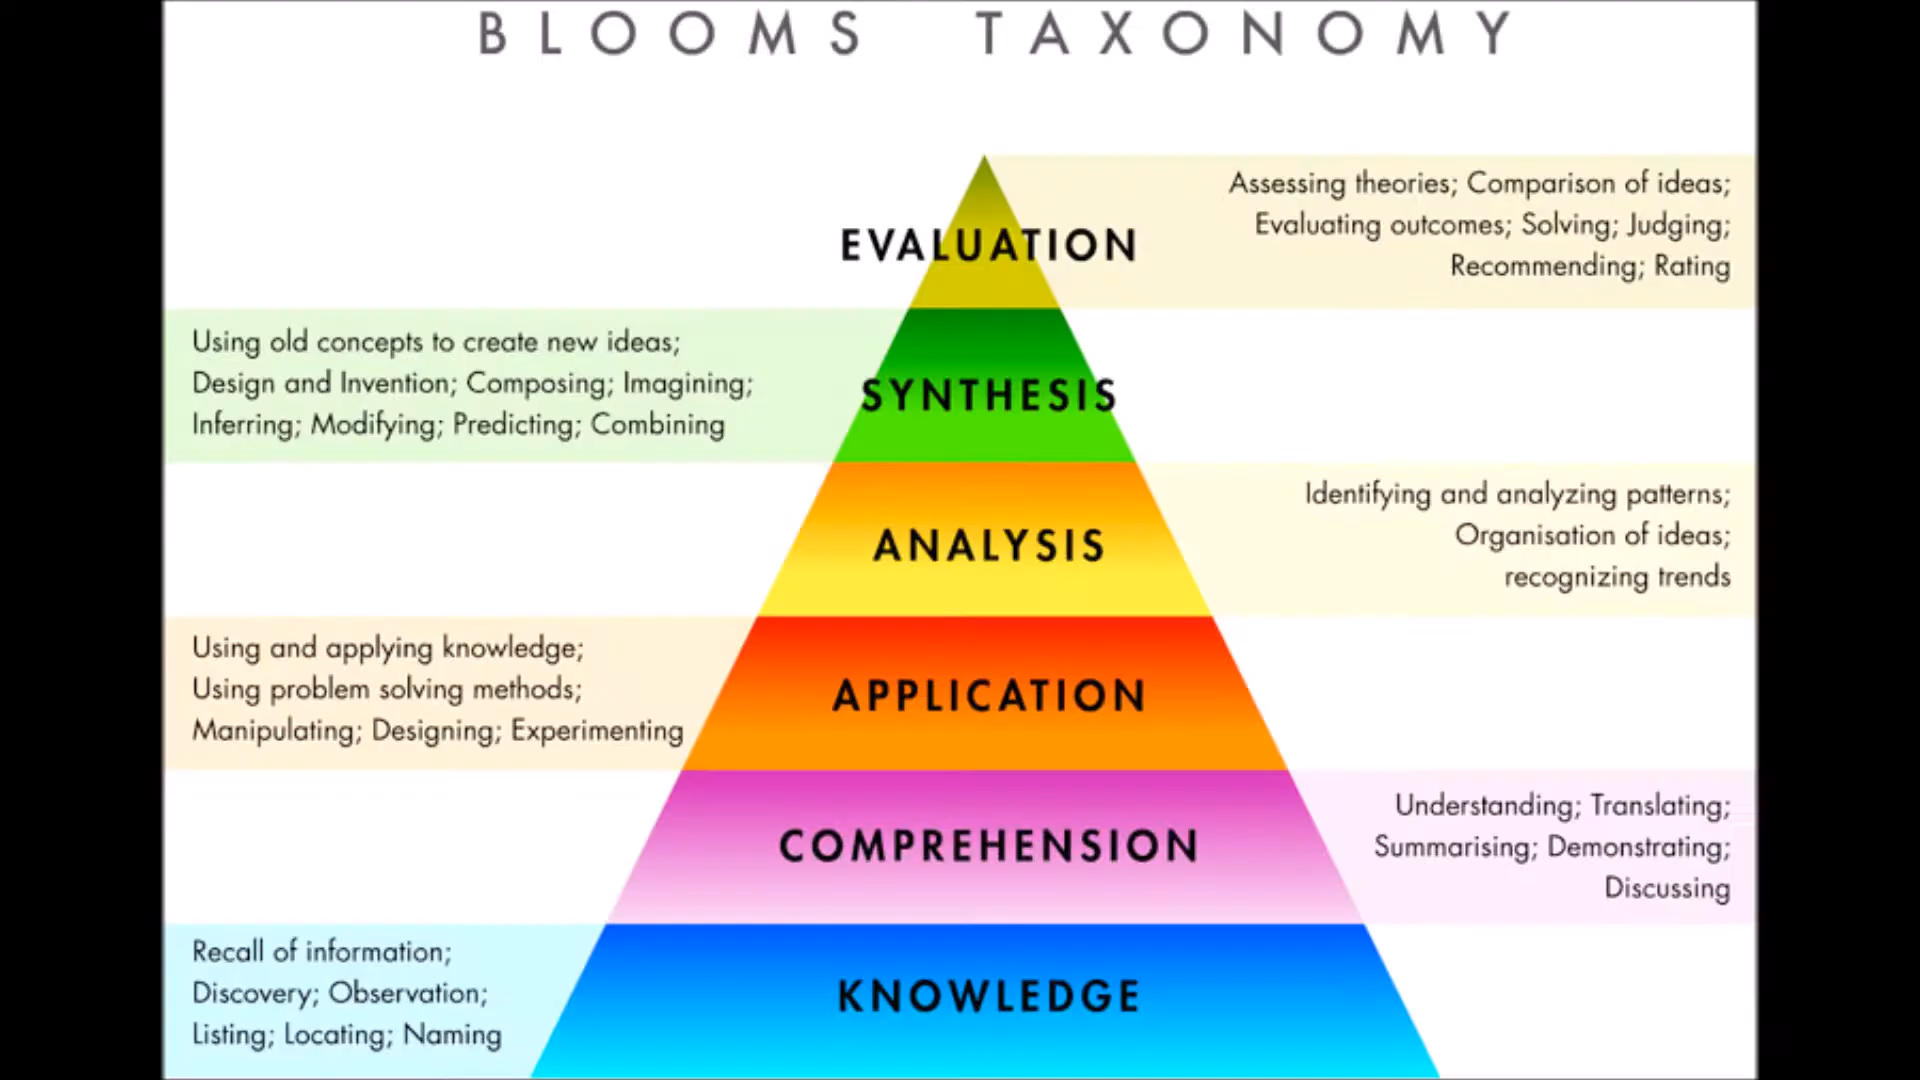 BLOOMS TAXONOMY
EVALUATION
Assessing theories; Comparison of ideas;
Evaluating outcomes; Solving; Judging;
Recommending; Rating
Using old concepts to create new ideas;
Design and Invention; Composing; Imagining;
Inferring; Modifying; Predicting; Combining
SYNTHESIS
ANALYSIS
Identifying and analyzing patterns;
Organisation of ideas;
recognizing trends
Using and applying knowledge;
Using problem solving methods;
Manipulating; Designing; Experimenting
APPLICATION
COMPREHENSION
Understanding; Translating;
Summarising; Demonstrating;
Discussing
Recall of information;
Discovery; Observation;
Listing; Locating; Naming
KNOWLEDGE